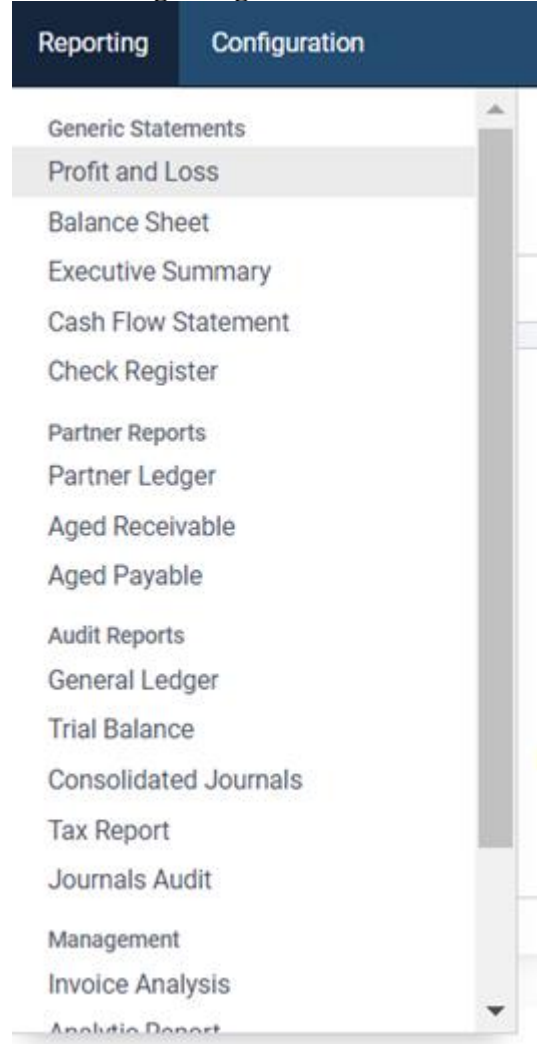 Reporting Configuration
Generic Statements
Profit and Loss
Balance Sheet
Executive Summary
Cash Flow Statement
Check Register
Partner Reports
Partner Ledger
Aged Receivable
Aged Payable
Audit Reports
General Ledger
Trial Balance
Consolidated Journals
Tax Report
Journals Audit
Management
Invoice Analysis
Analytic Report